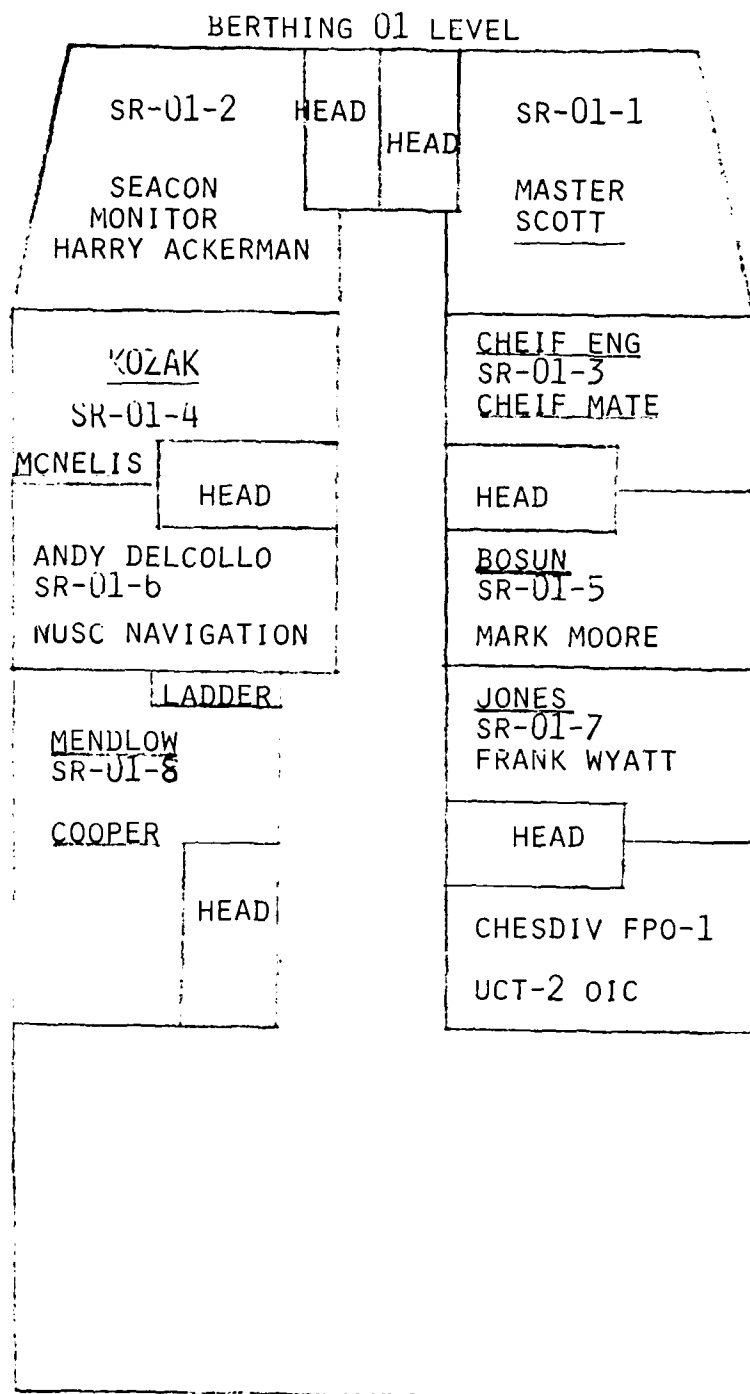 BERTHING 01 LEVEL
SR-01-2
HEAD
HEAD
SR-01-1
SEACON
MONITOR
HARRY ACKERMAN
MASTER
SCOTT
KOZAK
SR-01-4
MCNELIS
HEAD
CHEIF ENG
SR-01-3
CHEIF MATE
HEAD
ANDY DELCOLLO
SR-01-6
NUSC NAVIGATION
BOSUN
SR-01-5
MARK MOORE
LADDER
MENDLOW
SR-01-8
COOPER
HEAD
JONES
SR-01-7
FRANK WYATT
HEAD
CHESDIV FPO-1
UCT-2 OIC